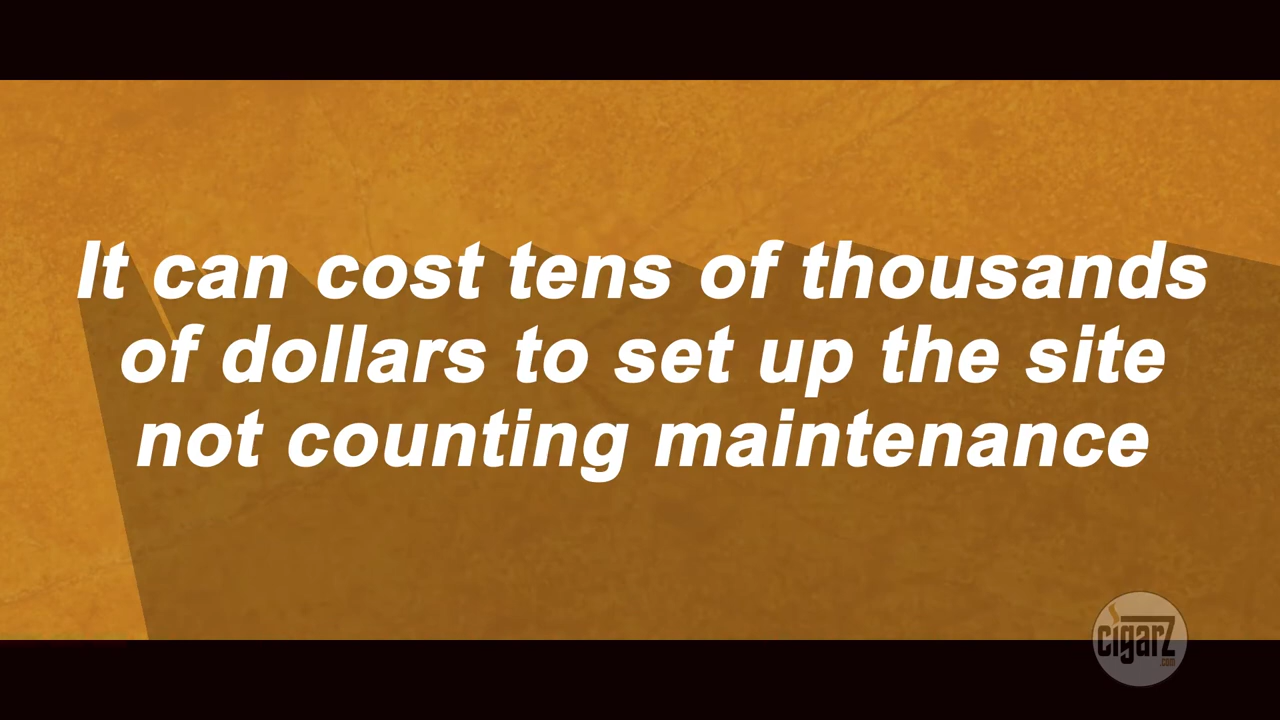 It can cost tens of thousands
of dollars to set up the site
not counting maintenance
cigarz
.com